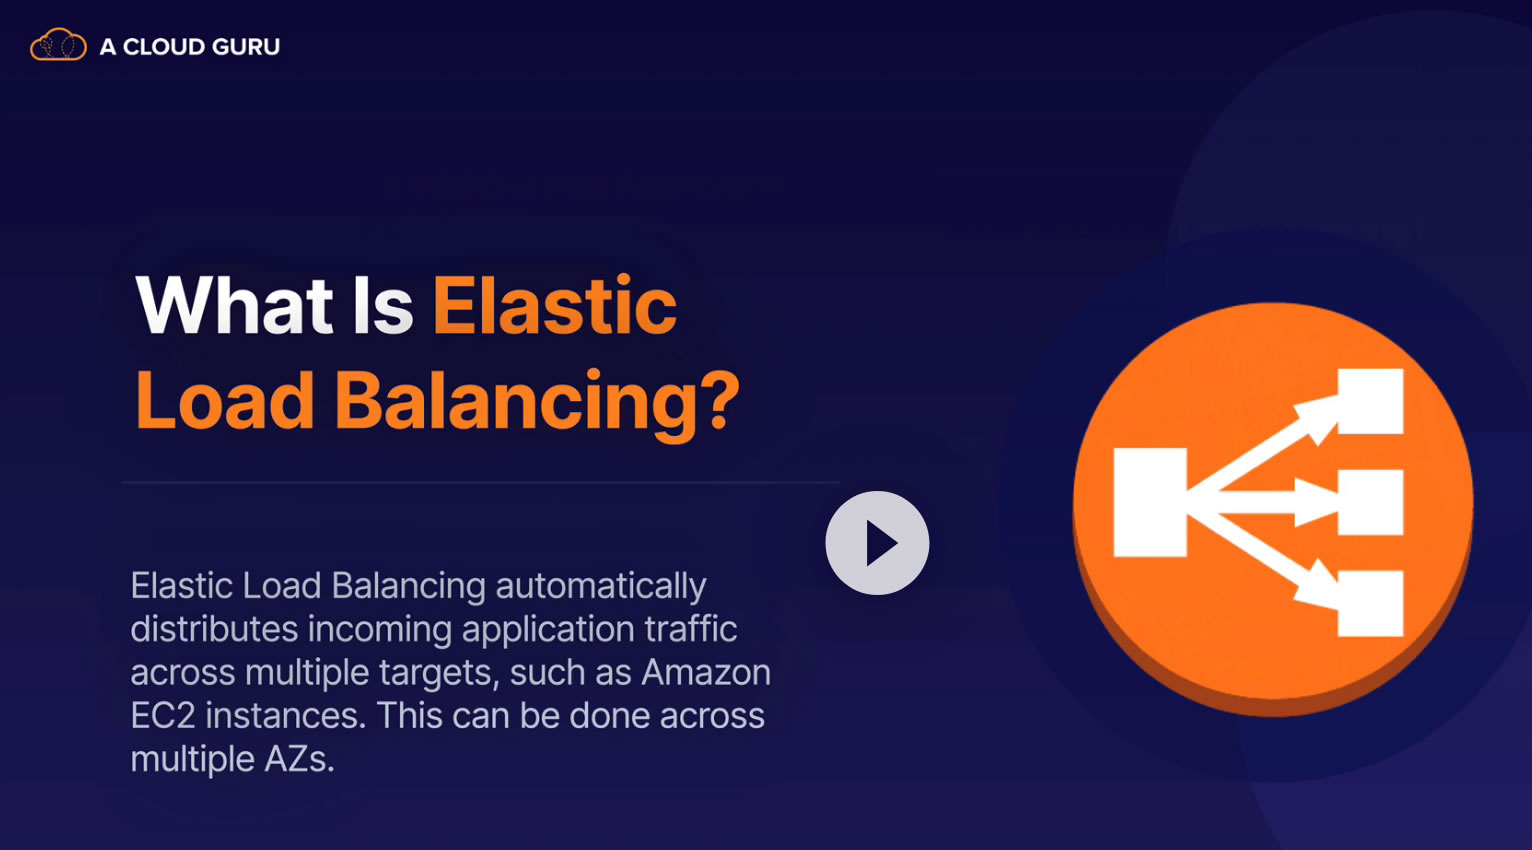 A CLOUD GURU
What Is Elastic
Load Balancing?
Elastic Load Balancing automatically
distributes incoming application traffic
across multiple targets, such as Amazon
EC2 instances. This can be done across
multiple AZs.